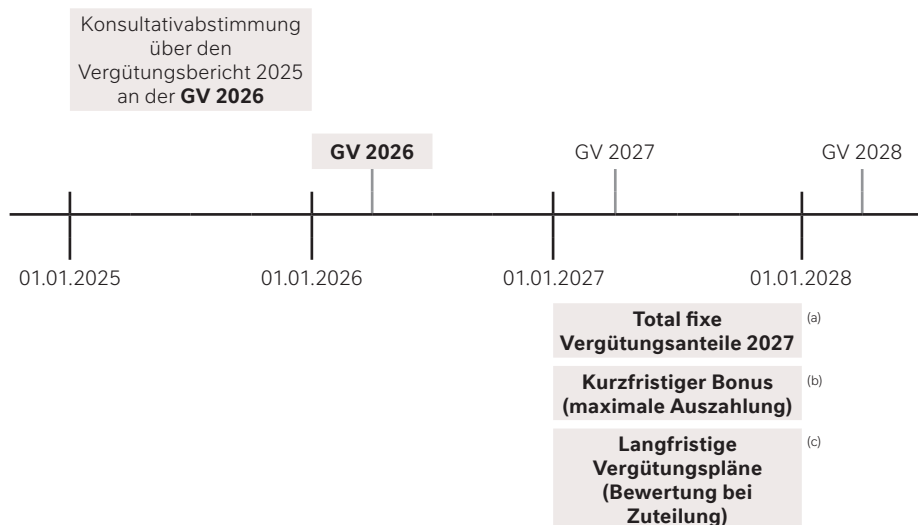 Konsultativabstimmung
über den
Vergütungsbericht 2025
an der GV 2026
GV 2026
GV 2027
GV 2028
01.01.2025
01.01.2026
01.01.2027
01.01.2028
Total fixe
Vergütungsanteile 2027
(a)
Kurzfristiger Bonus
(maximale Auszahlung)
(b)
Langfristige
Vergütungspläne
(Bewertung bei
Zuteilung)
(c)